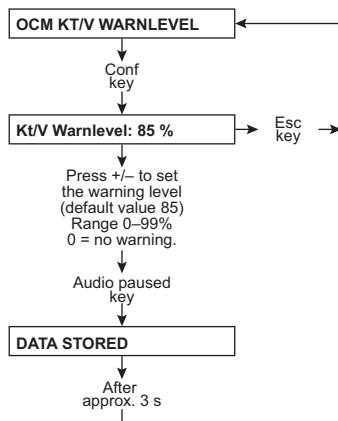 OCM KT/V WARNLEVEL
Conf
key
Kt/V Warnlevel: 85 %
Esc
key
Press +/– to set
the warning level
(default value 85)
Range 0–99%
0 = no warning.
Audio paused
key
DATA STORED
After
approx. 3 s